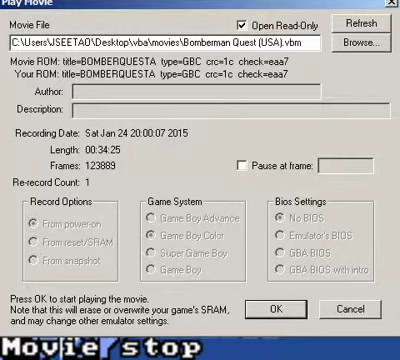 Play Movie
Movie File
Open Read-Only
Refresh
C:\Users\JSEETAO\Desktop\vba\movies\Bomberman Quest (USA).vbm
Browse...
Movie ROM: title=BOMBERQUESTA type=GBC crc=1c check=eaa7
Your ROM: title=BOMBERQUESTA type=GBC crc=1c check=eaa7
Author:
Description:
Recording Date: Sat Jan 24 20:00:07 2015
Length: 00:34:25
Frames: 123889
Pause at frame:
Re-record Count: 1
Record Options
From power-on
From reset/SRAM
From snapshot
Game System
Game Boy Advance
Game Boy Color
Super Game Boy
Game Boy
Bios Settings
No BIOS
Emulator's BIOS
GBA BIOS
GBA BIOS with intro
Press OK to start playing the movie.
Note that this will erase or overwrite your game's SRAM,
and may change other emulator settings.
OK
Cancel
Movie stop